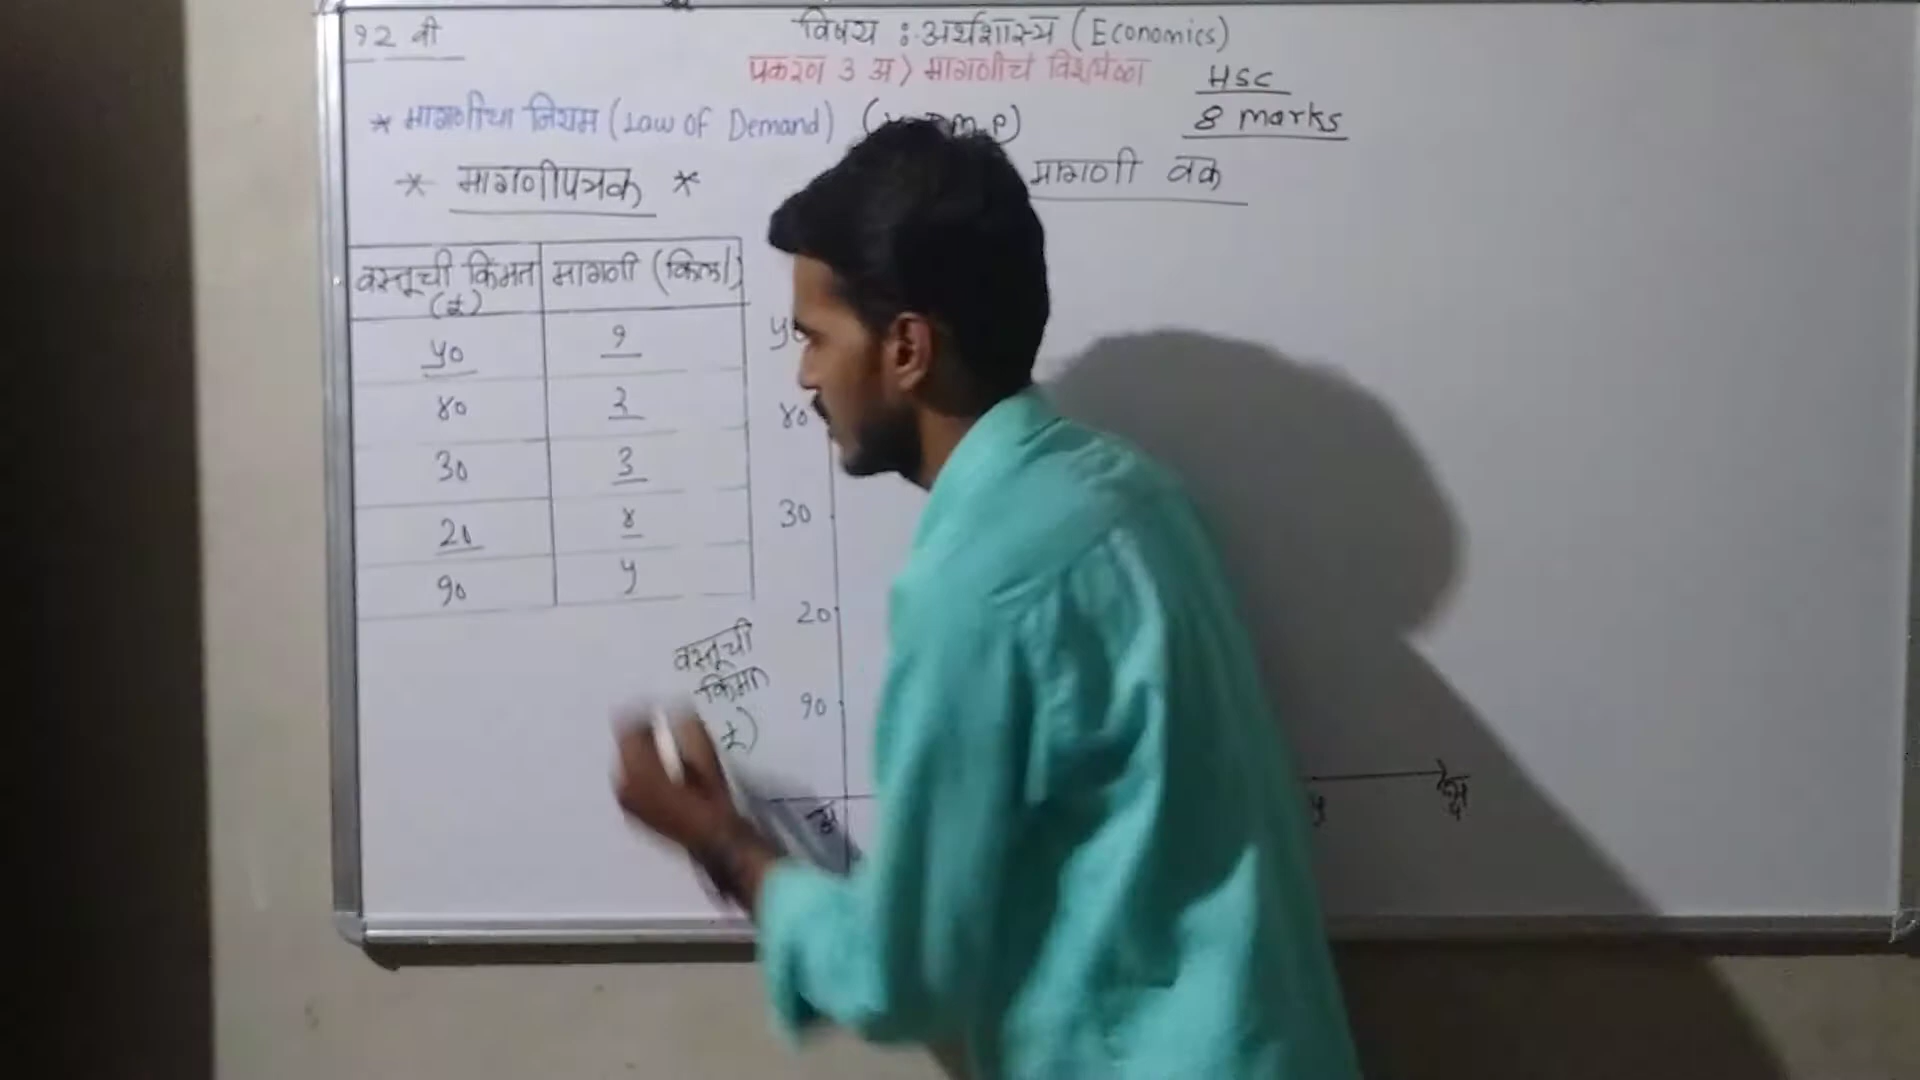 १२ वी
विषय : अर्थशास्त्र (Economics)
प्रकरण ३ अ) मागणीचे विश्लेषण
HSC
8 marks
* मागणीचा नियम (Law of Demand)
* मागणीपत्रक *
मागणी वक्र
वस्तूची किंमत (₹) मागणी (किलो)
५० १
४० २
३० ३
२० ४
१० ५
४०
३०
२०
१०
वस्तूची
किंमत
₹)
अ
५
क्ष